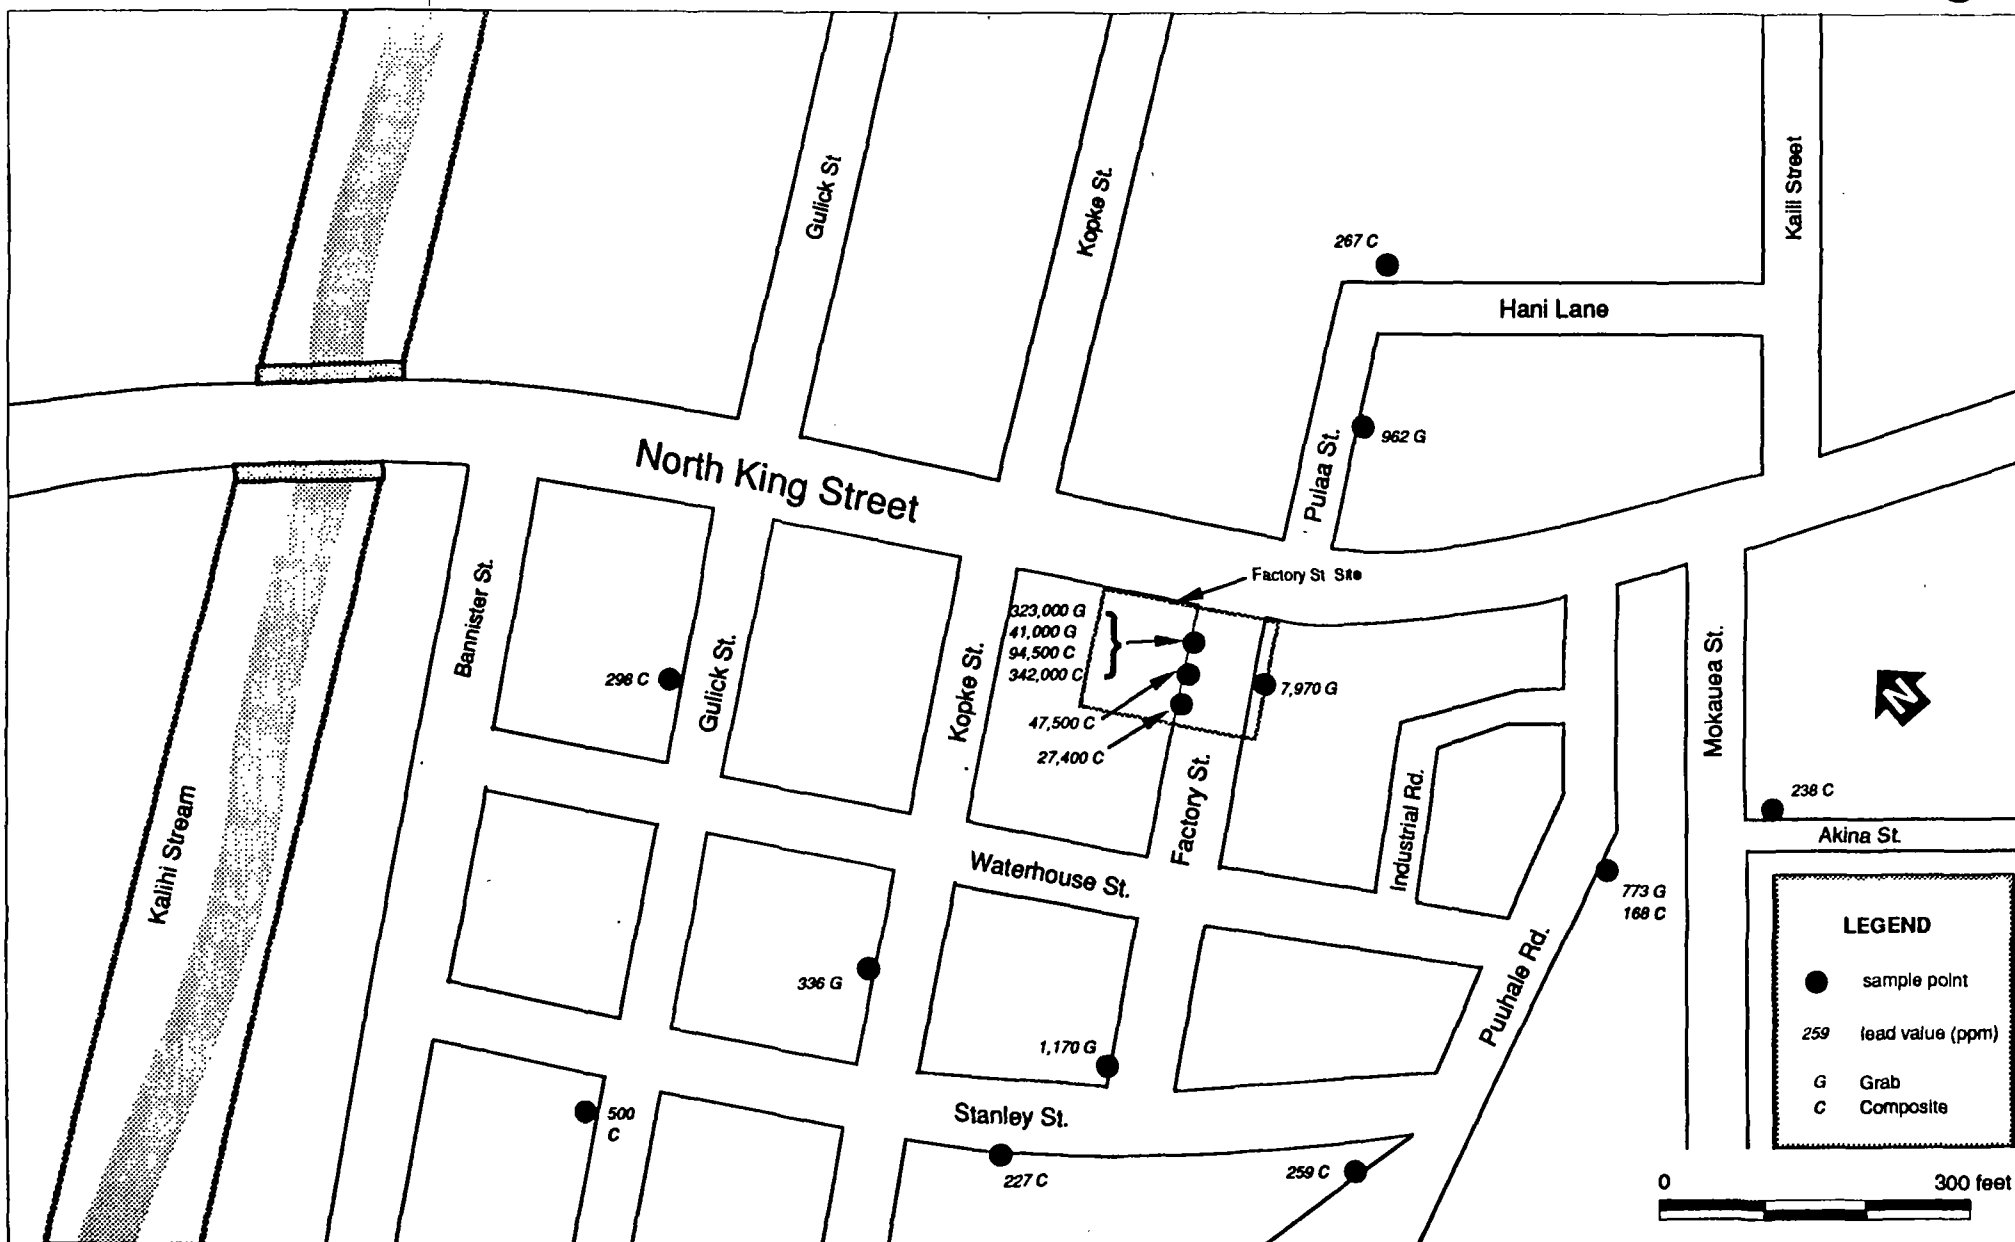 Gulick St
Kopke St.
Kaili Street
267 C
Hani Lane
962 G
Pulaa St.
North King Street
Factory St Site
323,000 G
41,000 G
94,500 C
342,000 C
47,500 C
27,400 C
7,970 G
Bannister St.
298 C
Gulick St.
Kopke St.
Factory St.
Industrial Rd.
Mokauea St.
N
238 C
Akina St.
Kalihi Stream
Waterhouse St.
773 G
168 C
336 G
1,170 G
Puuhale Rd.
500
C
Stanley St.
227 C
259 C
LEGEND
sample point
259 lead value (ppm)
G Grab
C Composite
0 300 feet